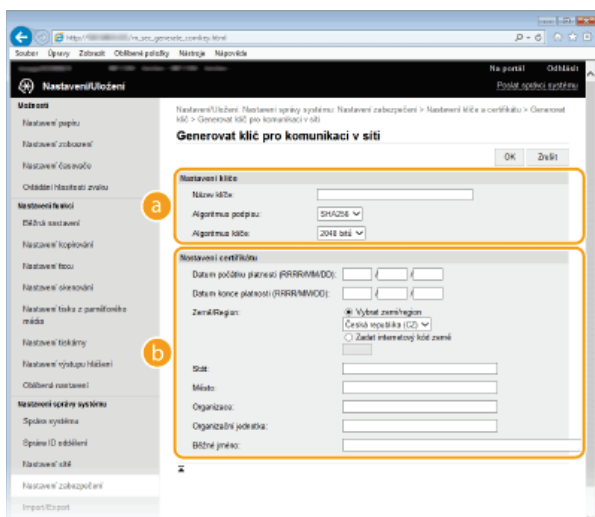 http://
/m_sec_generate_comkey.html
Soubor Úpravy Zobrazit Oblíbené položky Nástroje Nápověda
Na portál Odhlásit
Nastavení/Uložení
Poslat zprávu správci systému
Možnosti
Nastavení papíru
Nastavení zobrazení
Nastavení časovače
Ovládání hlasitosti zvuku
Nastavení funkcí
Běžná nastavení
Nastavení kopírování
Nastavení faxu
Nastavení skenování
Nastavení tisku z paměťového média
Nastavení tiskárny
Nastavení výstupu hlášení
Oblíbená nastavení
Nastavení správy systému
Správa systému
Správa ID oddělení
Nastavení sítě
Nastavení zabezpečení
Import/Export
Nastavení/Uložení: Nastavení správy systému: Nastavení zabezpečení > Nastavení klíče a certifikátu > Generovat
klíč > Generovat klíč pro komunikaci v síti
Generovat klíč pro komunikaci v síti
OK Zrušit
a
Nastavení klíče
Název klíče:
Algoritmus podpisu: SHA256
Algoritmus klíče: 2048 bitů
b
Nastavení certifikátu
Datum počátku platnosti (RRRR/MM/DD): / /
Datum konce platnosti (RRRR/MM/DD): / /
Země/Region: Vybrat zemi/region
Česká republika (CZ)
Zadat internetový kód země
Stát:
Město:
Organizace:
Organizační jednotka:
Běžné jméno: